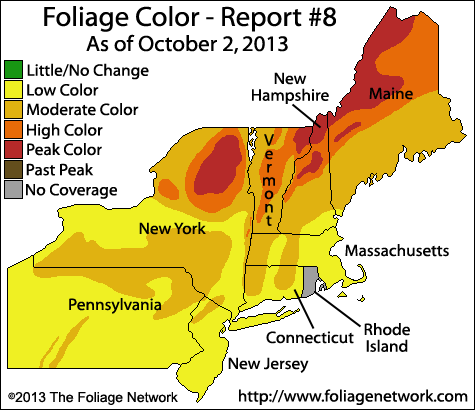 Foliage Color - Report #8
As of October 2, 2013
Little/No Change
Low Color
Moderate Color
High Color
Peak Color
Past Peak
No Coverage
New
Hampshire
Maine
Vermont
New York
Massachusetts
Pennsylvania
Connecticut
Rhode
Island
New Jersey
©2013 The Foliage Network
http://www.foliagenetwork.com